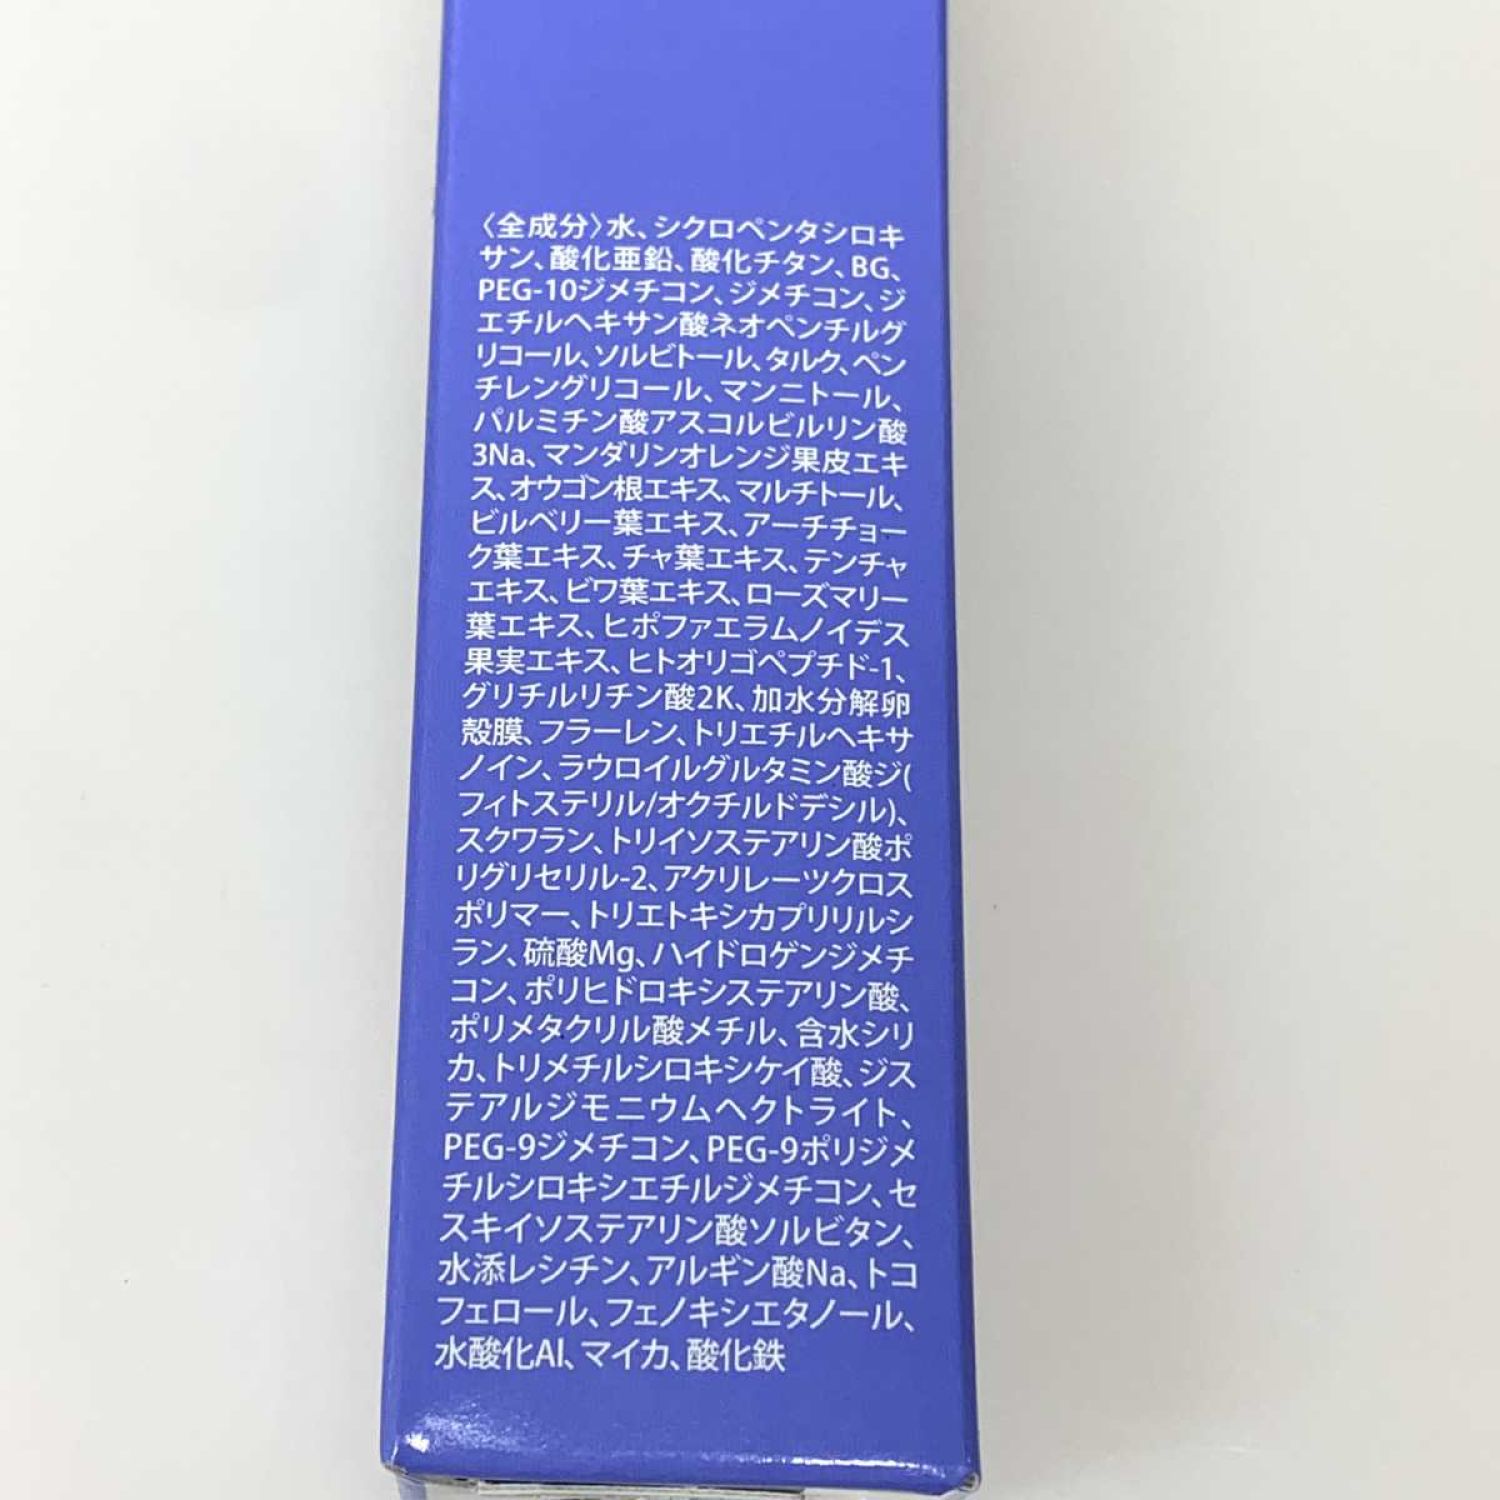 〈全成分〉水、シクロペンタシロキ
サン、酸化亜鉛、酸化チタン、BG、
PEG-10ジメチコン、ジメチコン、ジ
エチルヘキサン酸ネオペンチルグ
リコール、ソルビトール、タルク、ペン
チレングリコール、マンニトール、
パルミチン酸アスコルビルリン酸
3Na、マンダリンオレンジ果皮エキ
ス、オウゴン根エキス、マルチトール、
ビルベリー葉エキス、アーチチョー
ク葉エキス、チャ葉エキス、テンチャ
エキス、ビワ葉エキス、ローズマリー
葉エキス、ヒポファエラムノイデス
果実エキス、ヒトオリゴペプチド-1、
グリチルリチン酸2K、加水分解卵
殻膜、フラーレン、トリエチルヘキサ
ノイン、ラウロイルグルタミン酸ジ(
フィトステリル/オクチルドデシル)、
スクワラン、トリイソステアリン酸ポ
リグリセリル-2、アクリレーツクロス
ポリマー、トリエトキシカプリリルシ
ラン、硫酸Mg、ハイドロゲンジメチ
コン、ポリヒドロキシステアリン酸、
ポリメタクリル酸メチル、含水シリ
カ、トリメチルシロキシケイ酸、ジス
テアルジモニウムヘクトライト、
PEG-9ジメチコン、PEG-9ポリジメ
チルシロキシエチルジメチコン、セ
スキイソステアリン酸ソルビタン、
水添レシチン、アルギン酸Na、トコ
フェロール、フェノキシエタノール、
水酸化Al、マイカ、酸化鉄